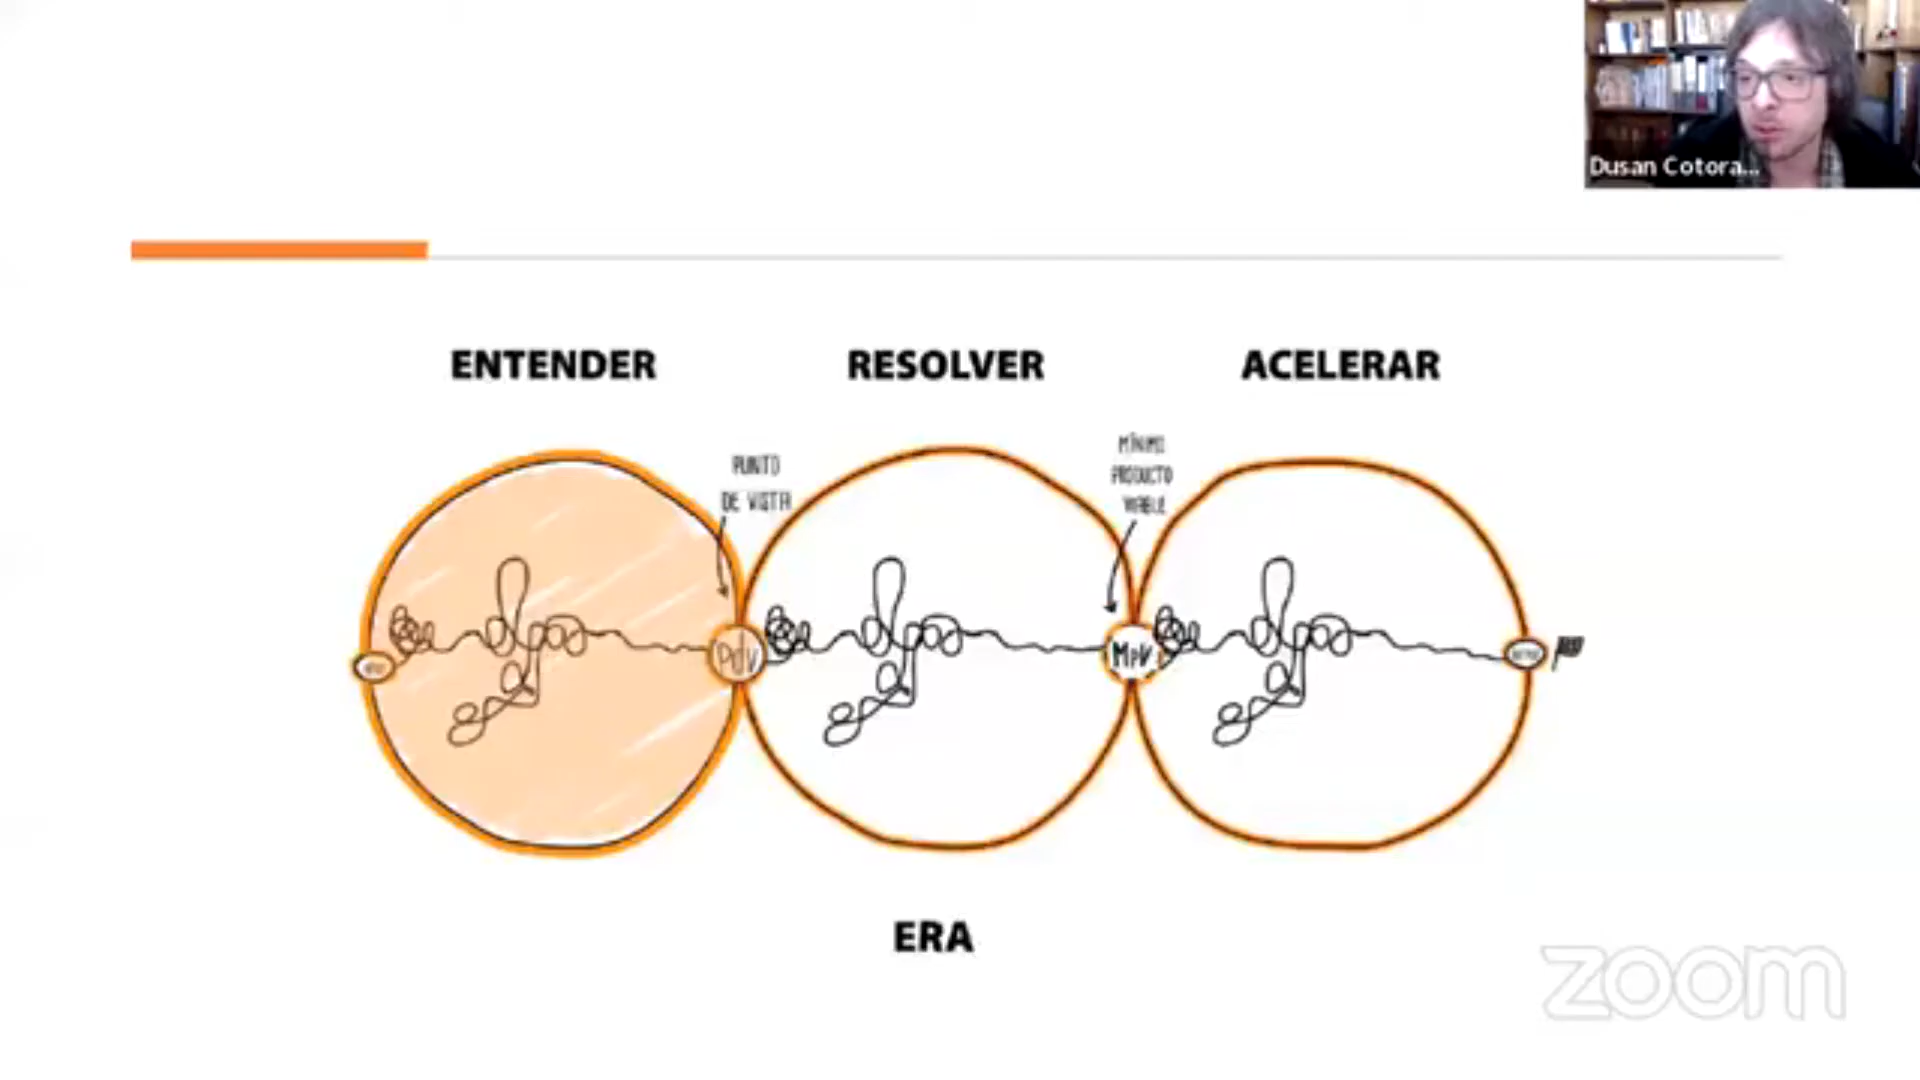 Dusan Cotora...
ENTENDER
RESOLVER
ACELERAR
PUNTO
DE VISTA
MÍNIMO
PRODUCTO
VIABLE
PdV
MpV
ERA
zoom